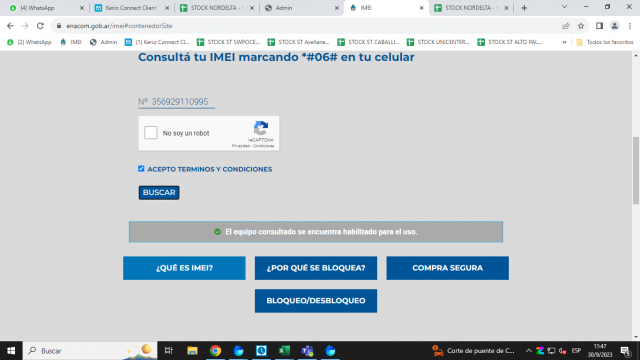 (4) WhatsApp
Kerio Connect Client
STOCK NORDELTA -
Admin
IMEI
STOCK NORDELTA -
enacom.gob.ar/imei#contenedorSite
(2) WhatsApp
IMEI
Admin
(1) Kerio Connect Cl...
STOCK ST SWPOCE...
STOCK ST Avellane...
STOCK ST CABALLI...
STOCK UNICENTER...
STOCK ST ALTO PAL...
»
Todos los favoritos
Consultá tu IMEI marcando *#06# en tu celular
Nº 356929110995
No soy un robot
reCAPTCHA
Privacidad - Condiciones
ACEPTO TERMINOS Y CONDICIONES
BUSCAR
El equipo consultado se encuentra habilitado para el uso.
¿QUÉ ES IMEI?
¿POR QUÉ SE BLOQUEA?
COMPRA SEGURA
BLOQUEO/DESBLOQUEO
Buscar
Corte de puente de C...
ESP
11:47
30/9/2023